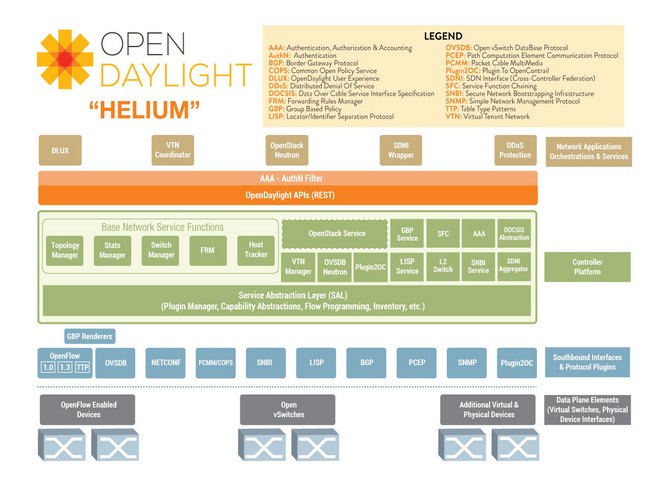 OPEN
DAYLIGHT
“HELIUM”
LEGEND
AAA: Authentication, Authorization & Accounting
AuthN: Authentication
BGP: Border Gateway Protocol
COPS: Common Open Policy Service
DLUX: OpenDaylight User Experience
DDoS: Distributed Denial Of Service
DOCSIS: Data Over Cable Service Interface Specification
FRM: Forwarding Rules Manager
GBP: Group Based Policy
LISP: Locator/Identifier Separation Protocol
OVSDB: Open vSwitch DataBase Protocol
PCEP: Path Computation Element Communication Protocol
PCMM: Packet Cable MultiMedia
Plugin2OC: Plugin To OpenContrail
SDNI: SDN Interface (Cross-Controller Federation)
SFC: Service Function Chaining
SNBI: Secure Network Bootstrapping Infrastructure
SNMP: Simple Network Management Protocol
TTP: Table Type Patterns
VTN: Virtual Tenant Network
DLUX
VTN
Coordinator
OpenStack
Neutron
SDNI
Wrapper
DDoS
Protection
Network Applications
Orchestrations & Services
AAA - AuthN Filter
OpenDaylight APIs (REST)
Base Network Service Functions
Topology
Manager
Stats
Manager
Switch
Manager
FRM
Host
Tracker
OpenStack Service
GBP
Service
SFC
AAA
DOCSIS
Abstraction
VTN
Manager
OVSDB
Neutron
Plugin2OC
LISP
Service
L2
Switch
SNBI
Service
SDNI
Aggregator
Controller
Platform
Service Abstraction Layer (SAL)
(Plugin Manager, Capability Abstractions, Flow Programming, Inventory, etc.)
GBP Renderers
OpenFlow
1.0 1.3 TTP
OVSDB
NETCONF
PCMM/COPS
SNBI
LISP
BGP
PCEP
SNMP
Plugin2OC
Southbound Interfaces
& Protocol Plugins
OpenFlow Enabled
Devices
Open
vSwitches
Additional Virtual &
Physical Devices
Data Plane Elements
(Virtual Switches, Physical
Device Interfaces)